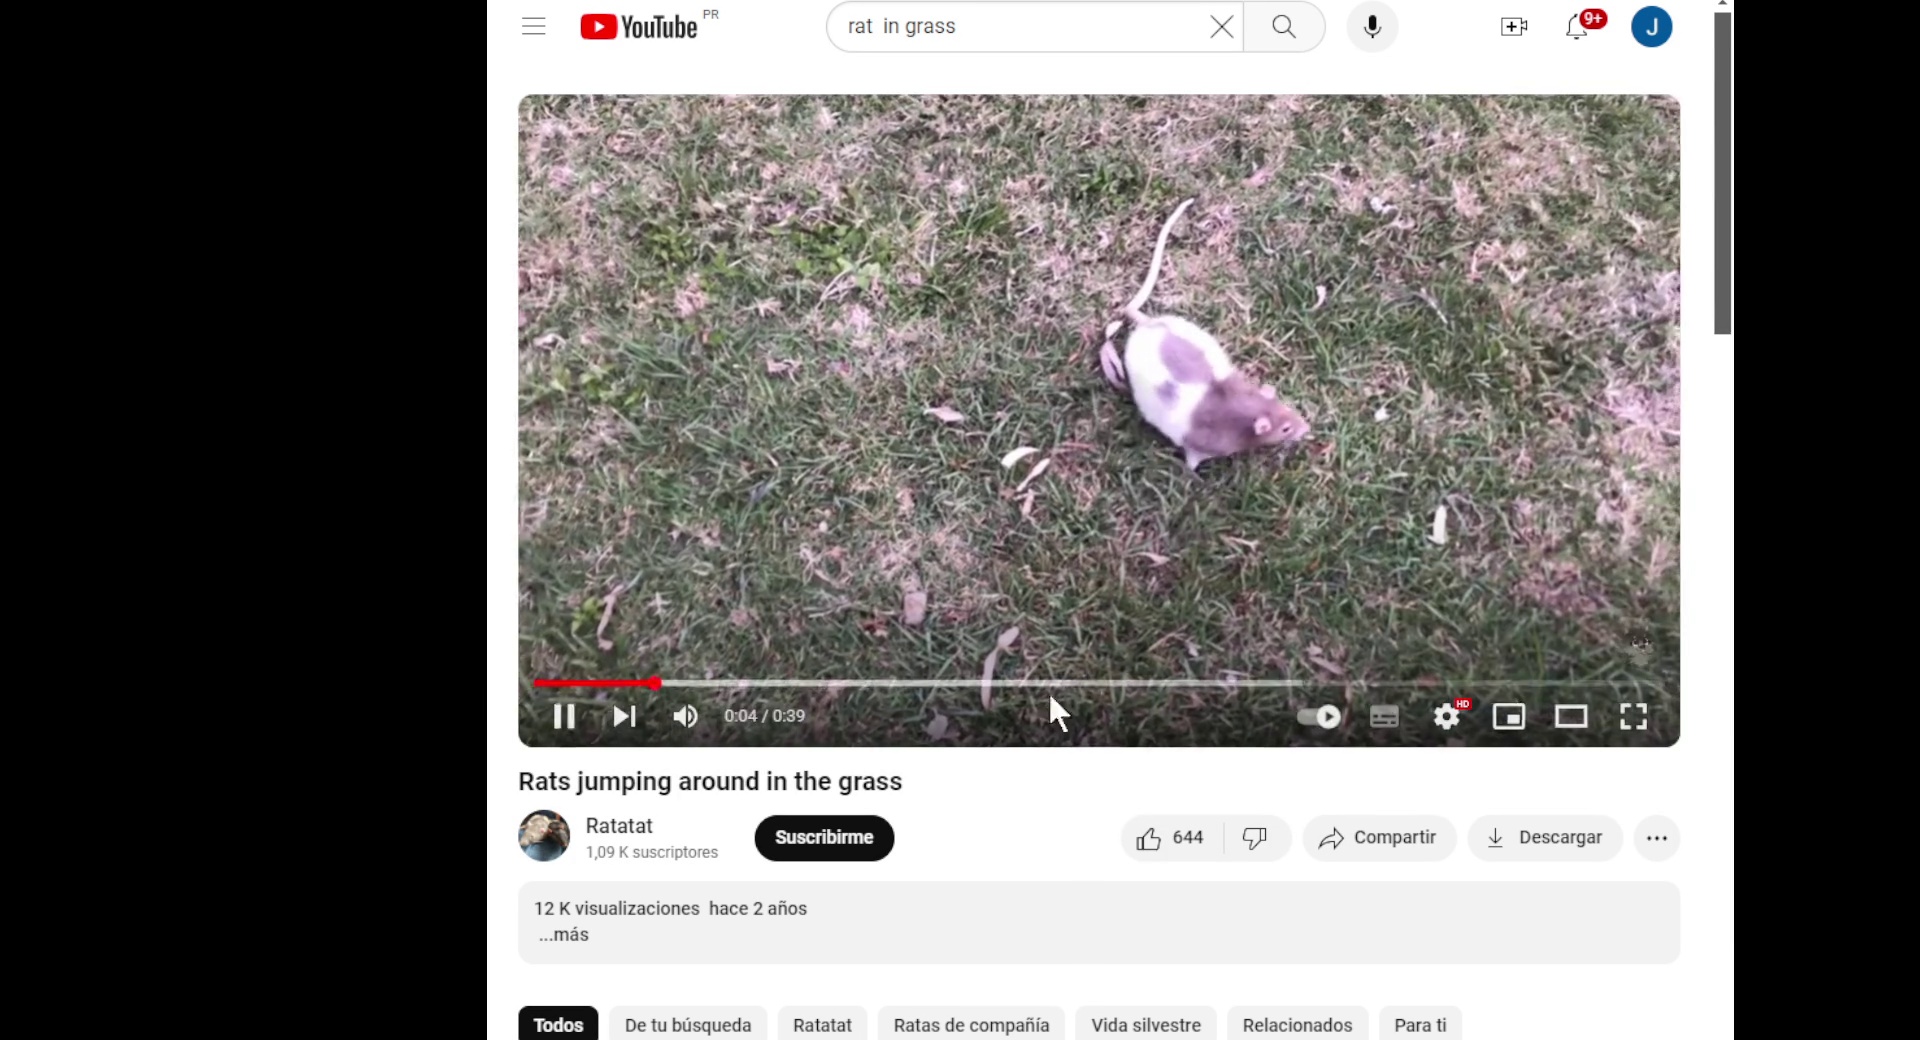 YouTube PR
rat in grass
9+
J
0:04 / 0:39
HD
Rats jumping around in the grass
Ratatat
1,09 K suscriptores
Suscribirme
644
Compartir
Descargar
12 K visualizaciones hace 2 años
...más
Todos
De tu búsqueda
Ratatat
Ratas de compañía
Vida silvestre
Relacionados
Para ti